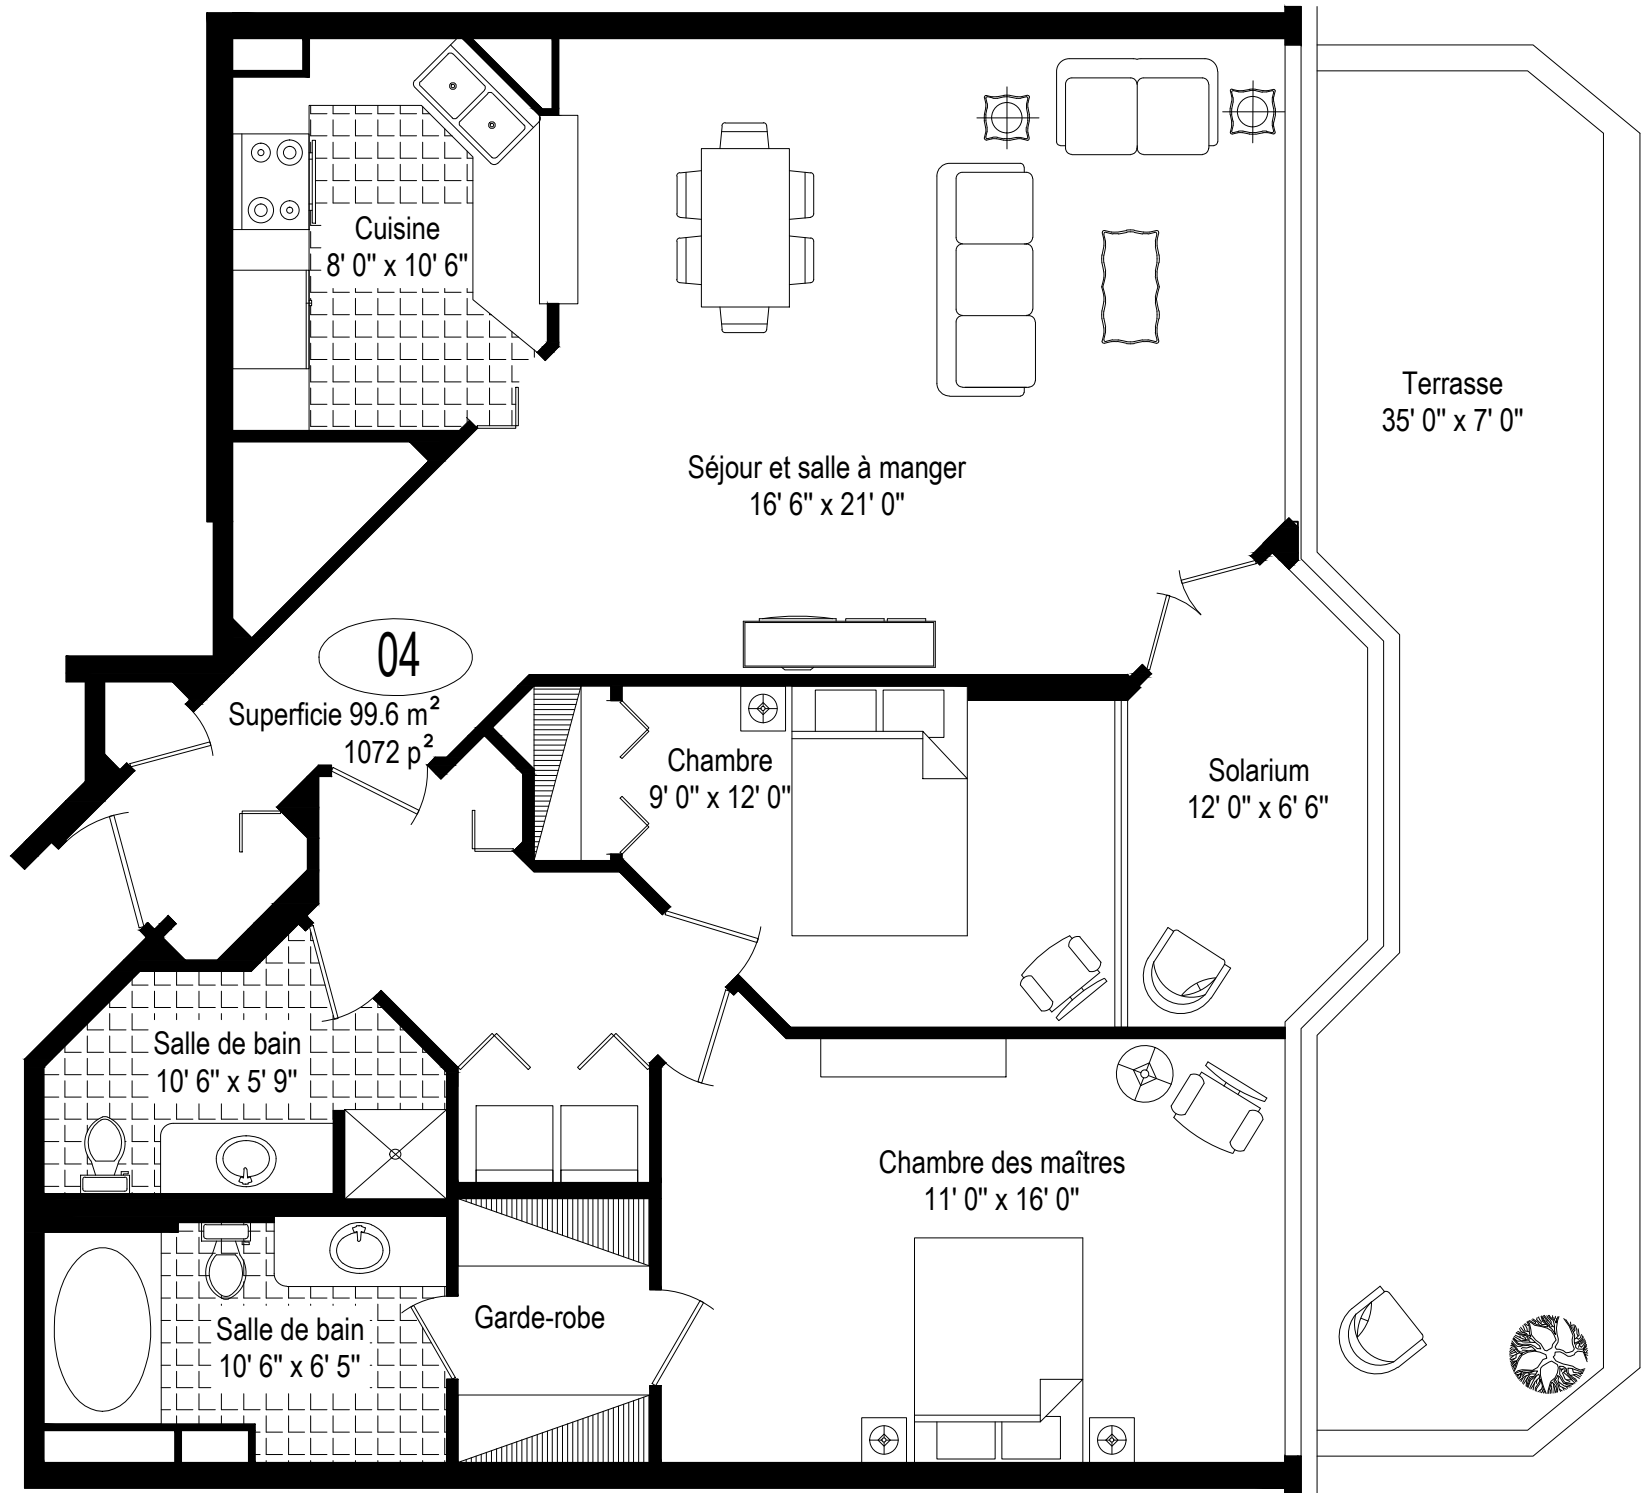 Cuisine
8' 0" x 10' 6"
Terrasse
35' 0" x 7' 0"
Séjour et salle à manger
16' 6" x 21' 0"
04
Superficie 99.6 m²
1072 p²
Chambre
9' 0" x 12' 0"
Solarium
12' 0" x 6' 6"
Salle de bain
10' 6" x 5' 9"
Chambre des maîtres
11' 0" x 16' 0"
Garde-robe
Salle de bain
10' 6" x 6' 5"